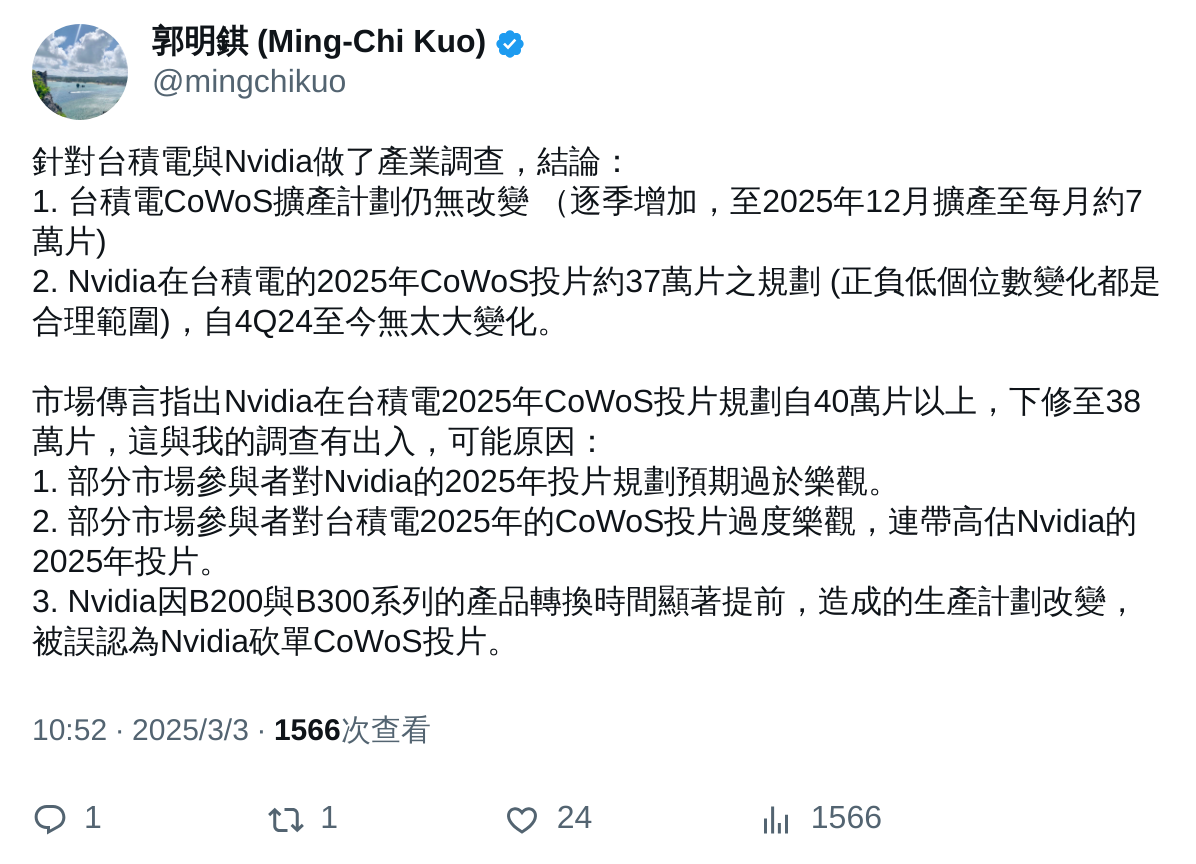 郭明錤 (Ming-Chi Kuo)
@mingchikuo
針對台積電與Nvidia做了產業調查，結論：
1. 台積電CoWoS擴產計劃仍無改變 （逐季增加，至2025年12月擴產至每月約7
萬片)
2. Nvidia在台積電的2025年CoWoS投片約37萬片之規劃 (正負低個位數變化都是
合理範圍)，自4Q24至今無太大變化。
市場傳言指出Nvidia在台積電2025年CoWoS投片規劃自40萬片以上，下修至38
萬片，這與我的調查有出入，可能原因：
1. 部分市場參與者對Nvidia的2025年投片規劃預期過於樂觀。
2. 部分市場參與者對台積電2025年的CoWoS投片過度樂觀，連帶高估Nvidia的
2025年投片。
3. Nvidia因B200與B300系列的產品轉換時間顯著提前，造成的生產計劃改變，
被誤認為Nvidia砍單CoWoS投片。
10:52 · 2025/3/3 · 1566次查看
1 1 24 1566